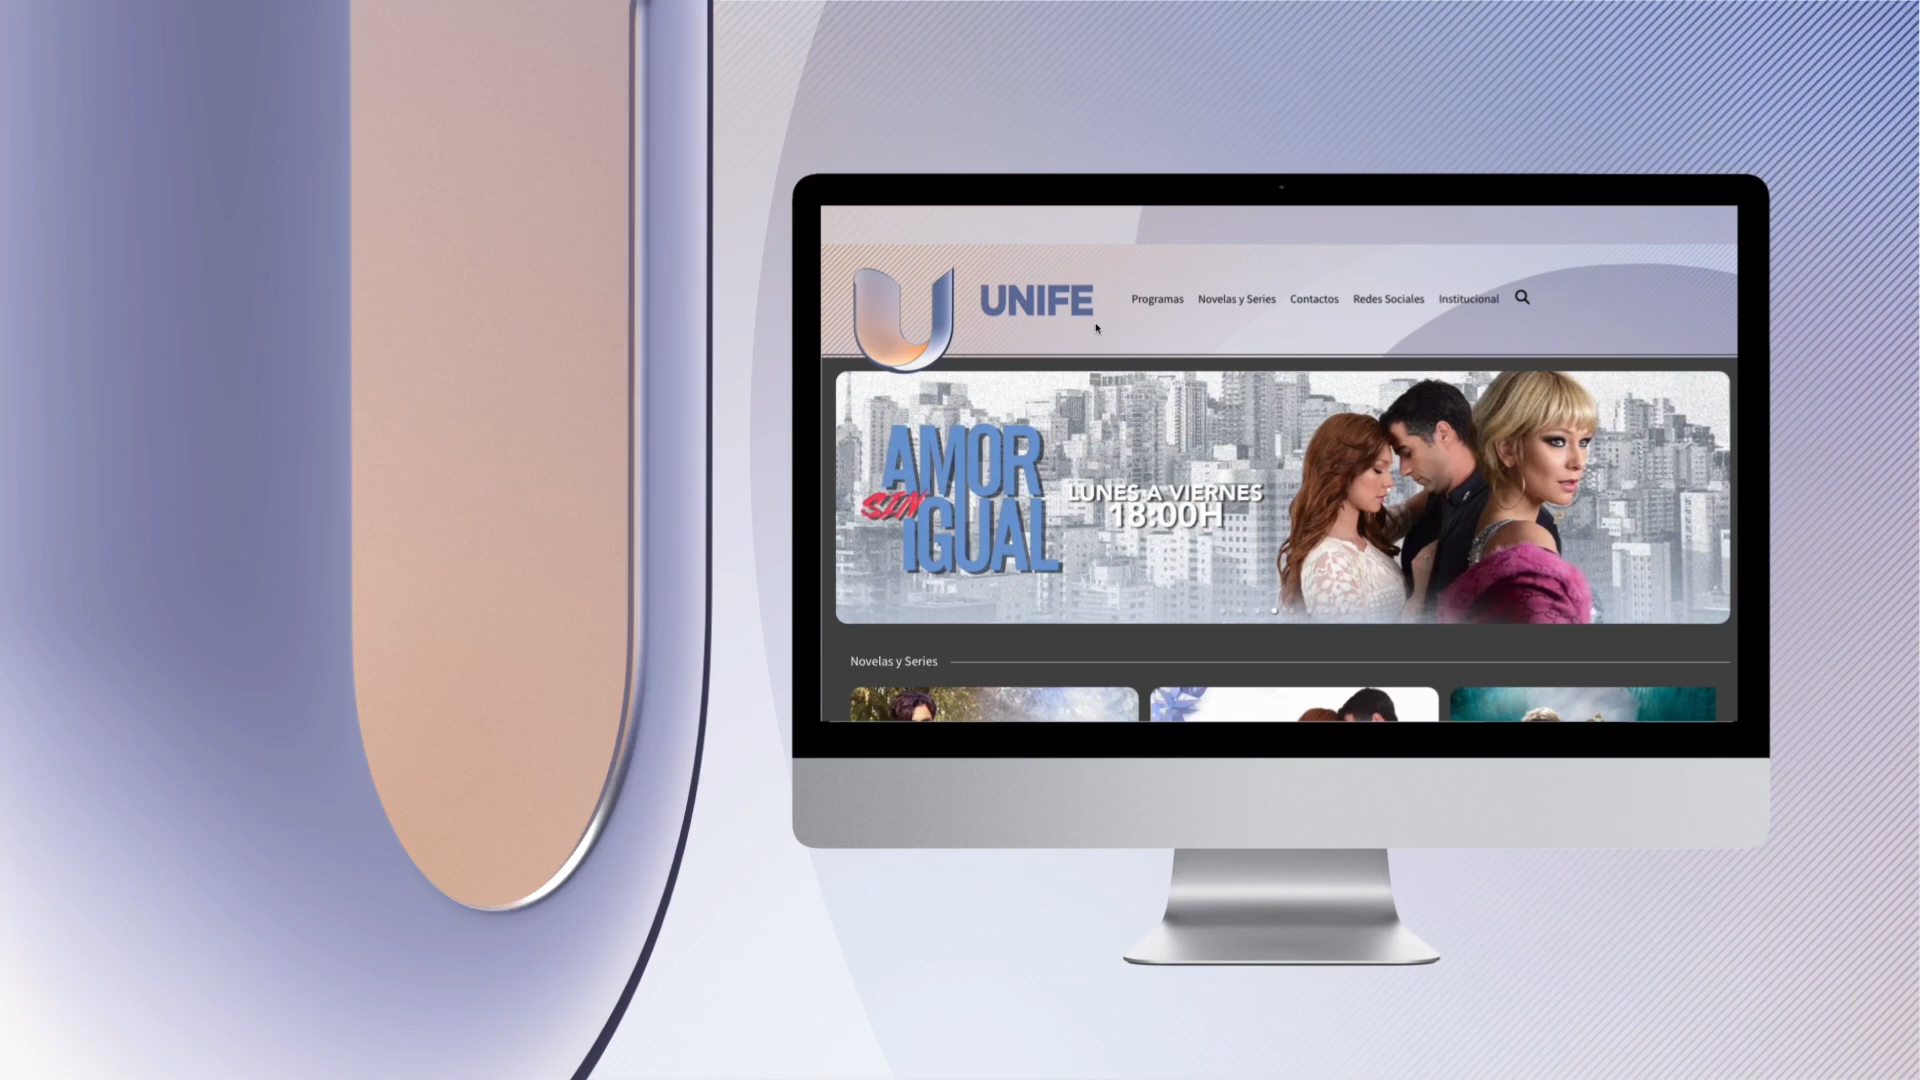 UNIFE
Programas Novelas y Series Contactos Redes Sociales Institucional
AMOR
SIN
IGUAL
LUNES A VIERNES
18:00H
Novelas y Series